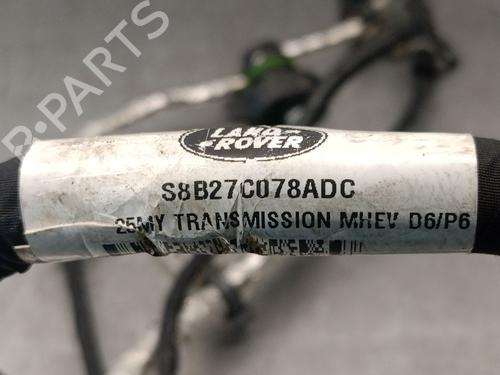 B-PARTS
LAND-
ROVER
S8B27C078ADC
25MY TRANSMISSION MHEV D6/P6